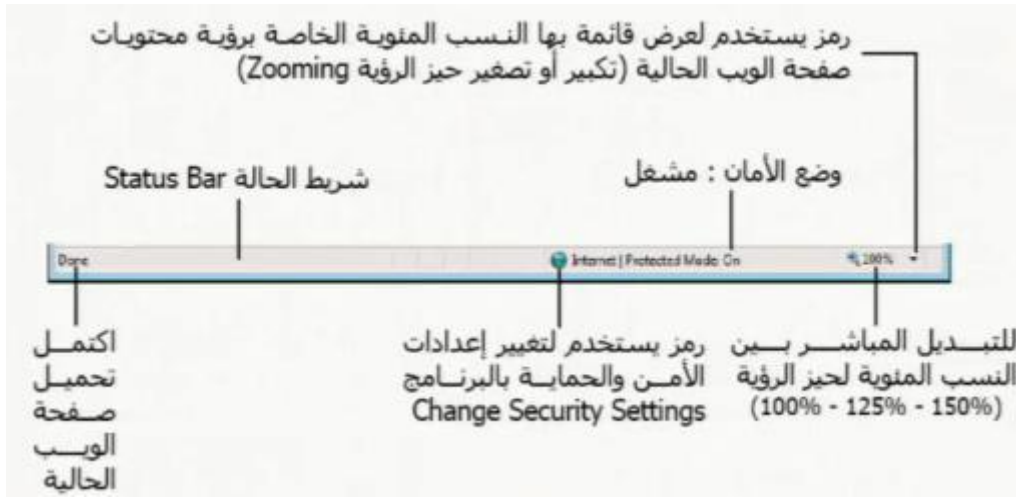 رمز يستخدم لعرض قائمة بها النسب المئوية الخاصة برؤية محتويات
صفحة الويب الحالية (تكبير أو تصغير حيز الرؤية Zooming)
وضع الأمان : مشغل
شريط الحالة Status Bar
Done
Internet | Protected Mode: On
200%
للتبديل المباشر بين
النسب المئوية لحيز الرؤية
(100% - 125% - 150%)
رمز يستخدم لتغيير إعدادات
الأمن والحماية بالبرنامج
Change Security Settings
اكتمل
تحميل
صفحة
الويب
الحالية